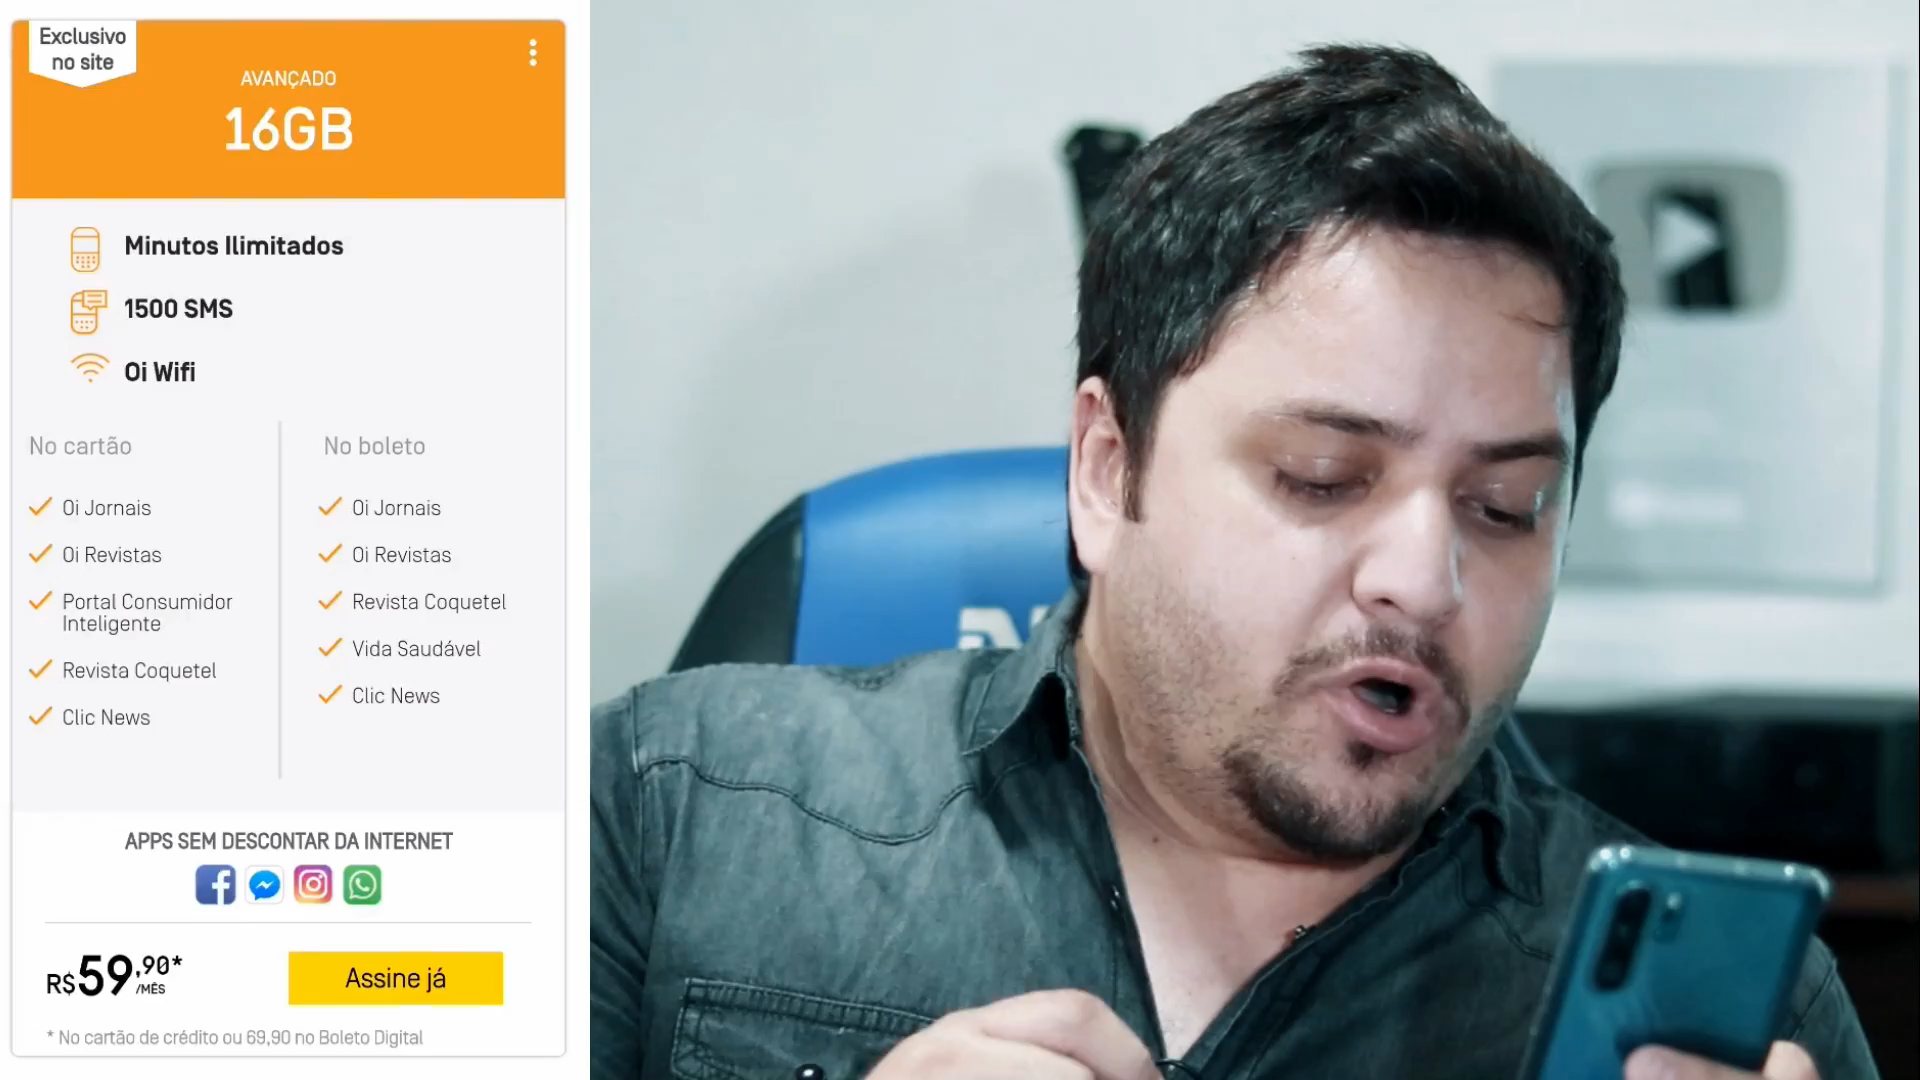 Exclusivo
no site
AVANÇADO
16GB
Minutos Ilimitados
1500 SMS
Oi Wifi
No cartão
Oi Jornais
Oi Revistas
Portal Consumidor
Inteligente
Revista Coquetel
Clic News
No boleto
Oi Jornais
Oi Revistas
Revista Coquetel
Vida Saudável
Clic News
APPS SEM DESCONTAR DA INTERNET
R$59,90*
/MÊS
Assine já
* No cartão de crédito ou 69,90 no Boleto Digital